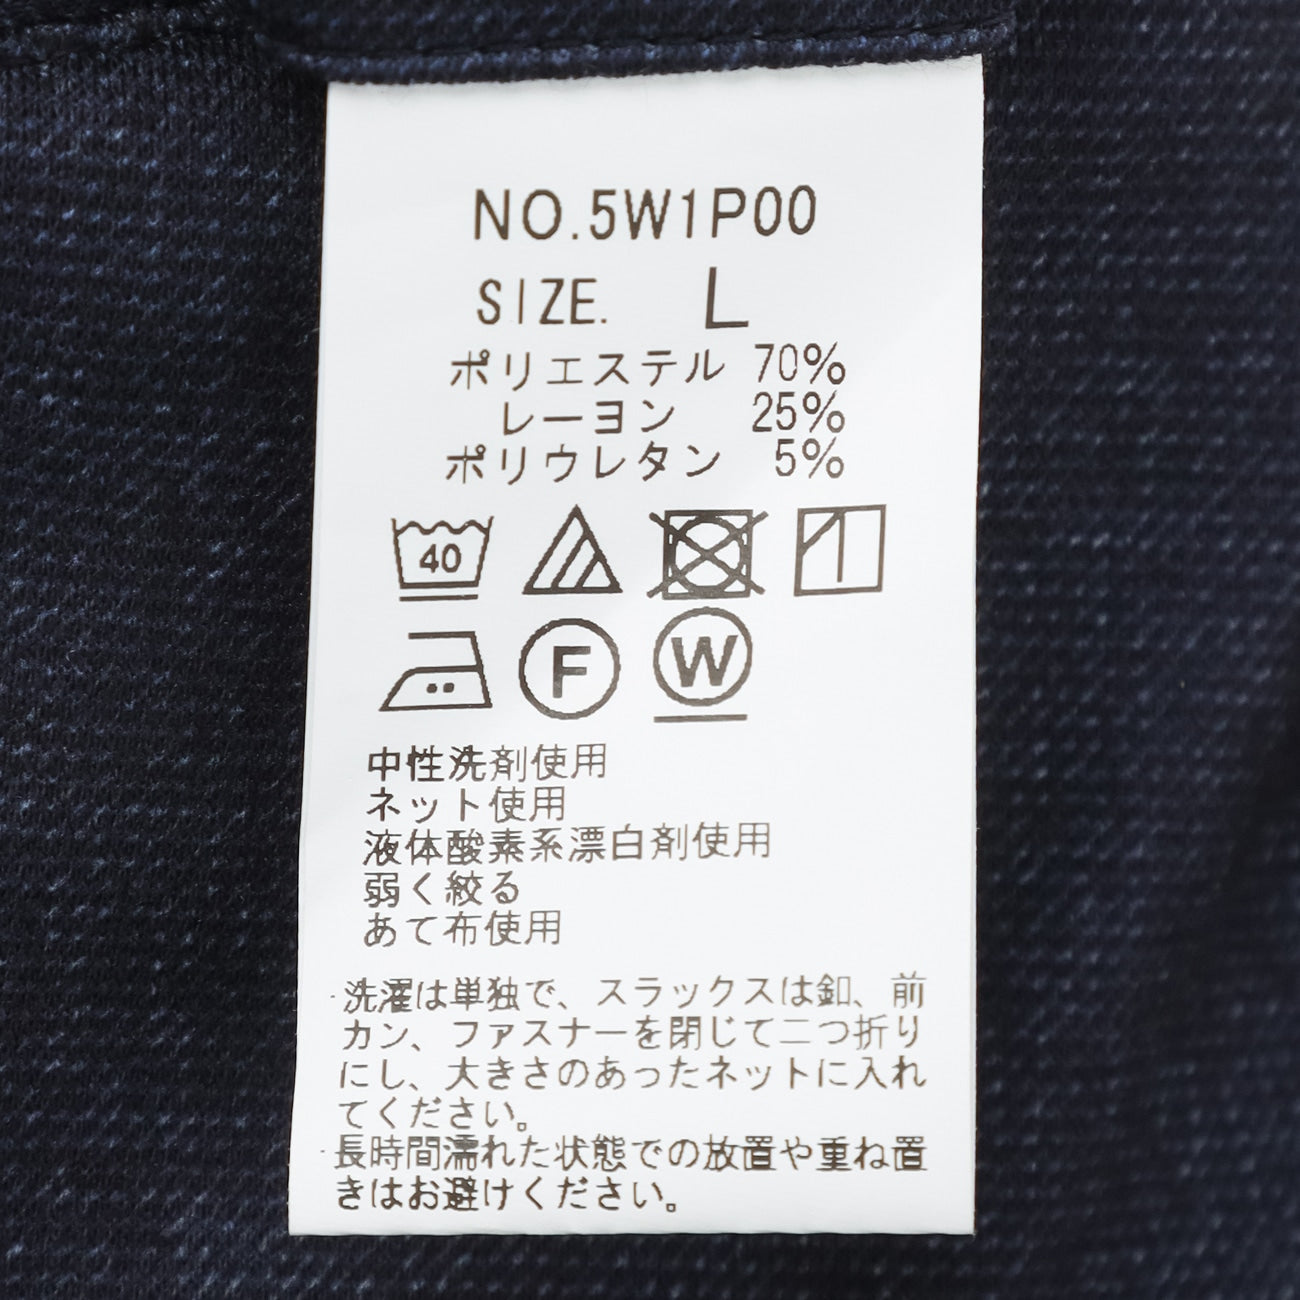 NO.5W1P00
SIZE. L
ポリエステル 70%
レーヨン 25%
ポリウレタン 5%
40
F W
中性洗剤使用
ネット使用
液体酸素系漂白剤使用
弱く絞る
あて布使用
・洗濯は単独で、スラックスは釦、前
カン、ファスナーを閉じて二つ折り
にし、大きさのあったネットに入れ
てください。
・長時間濡れた状態での放置や重ね置
きはお避けください。